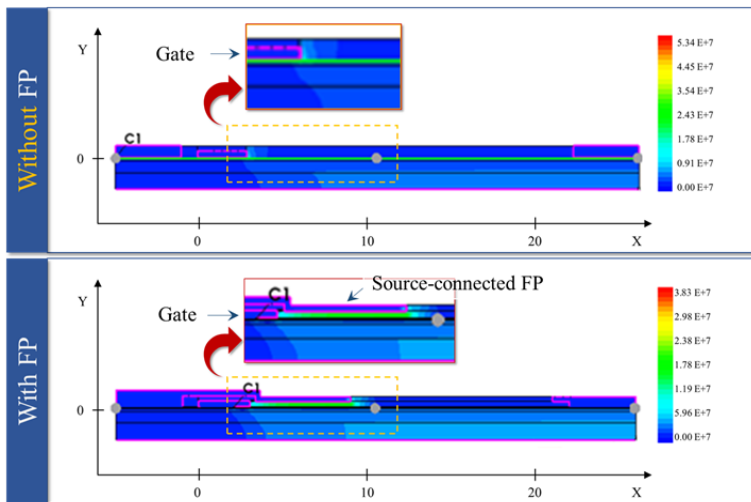 Without FP
Y
Gate
C1
0
0
10
20
X
5.34 E+7
4.45 E+7
3.56 E+7
2.43 E+7
1.52 E+7
0.91 E+7
0.00 E+7
With FP
Y
Source-connected FP
Gate
C1
C1
0
0
10
20
X
3.83 E+7
2.98 E+7
2.38 E+7
1.79 E+7
1.19 E+7
5.96 E+7
0.00 E+7